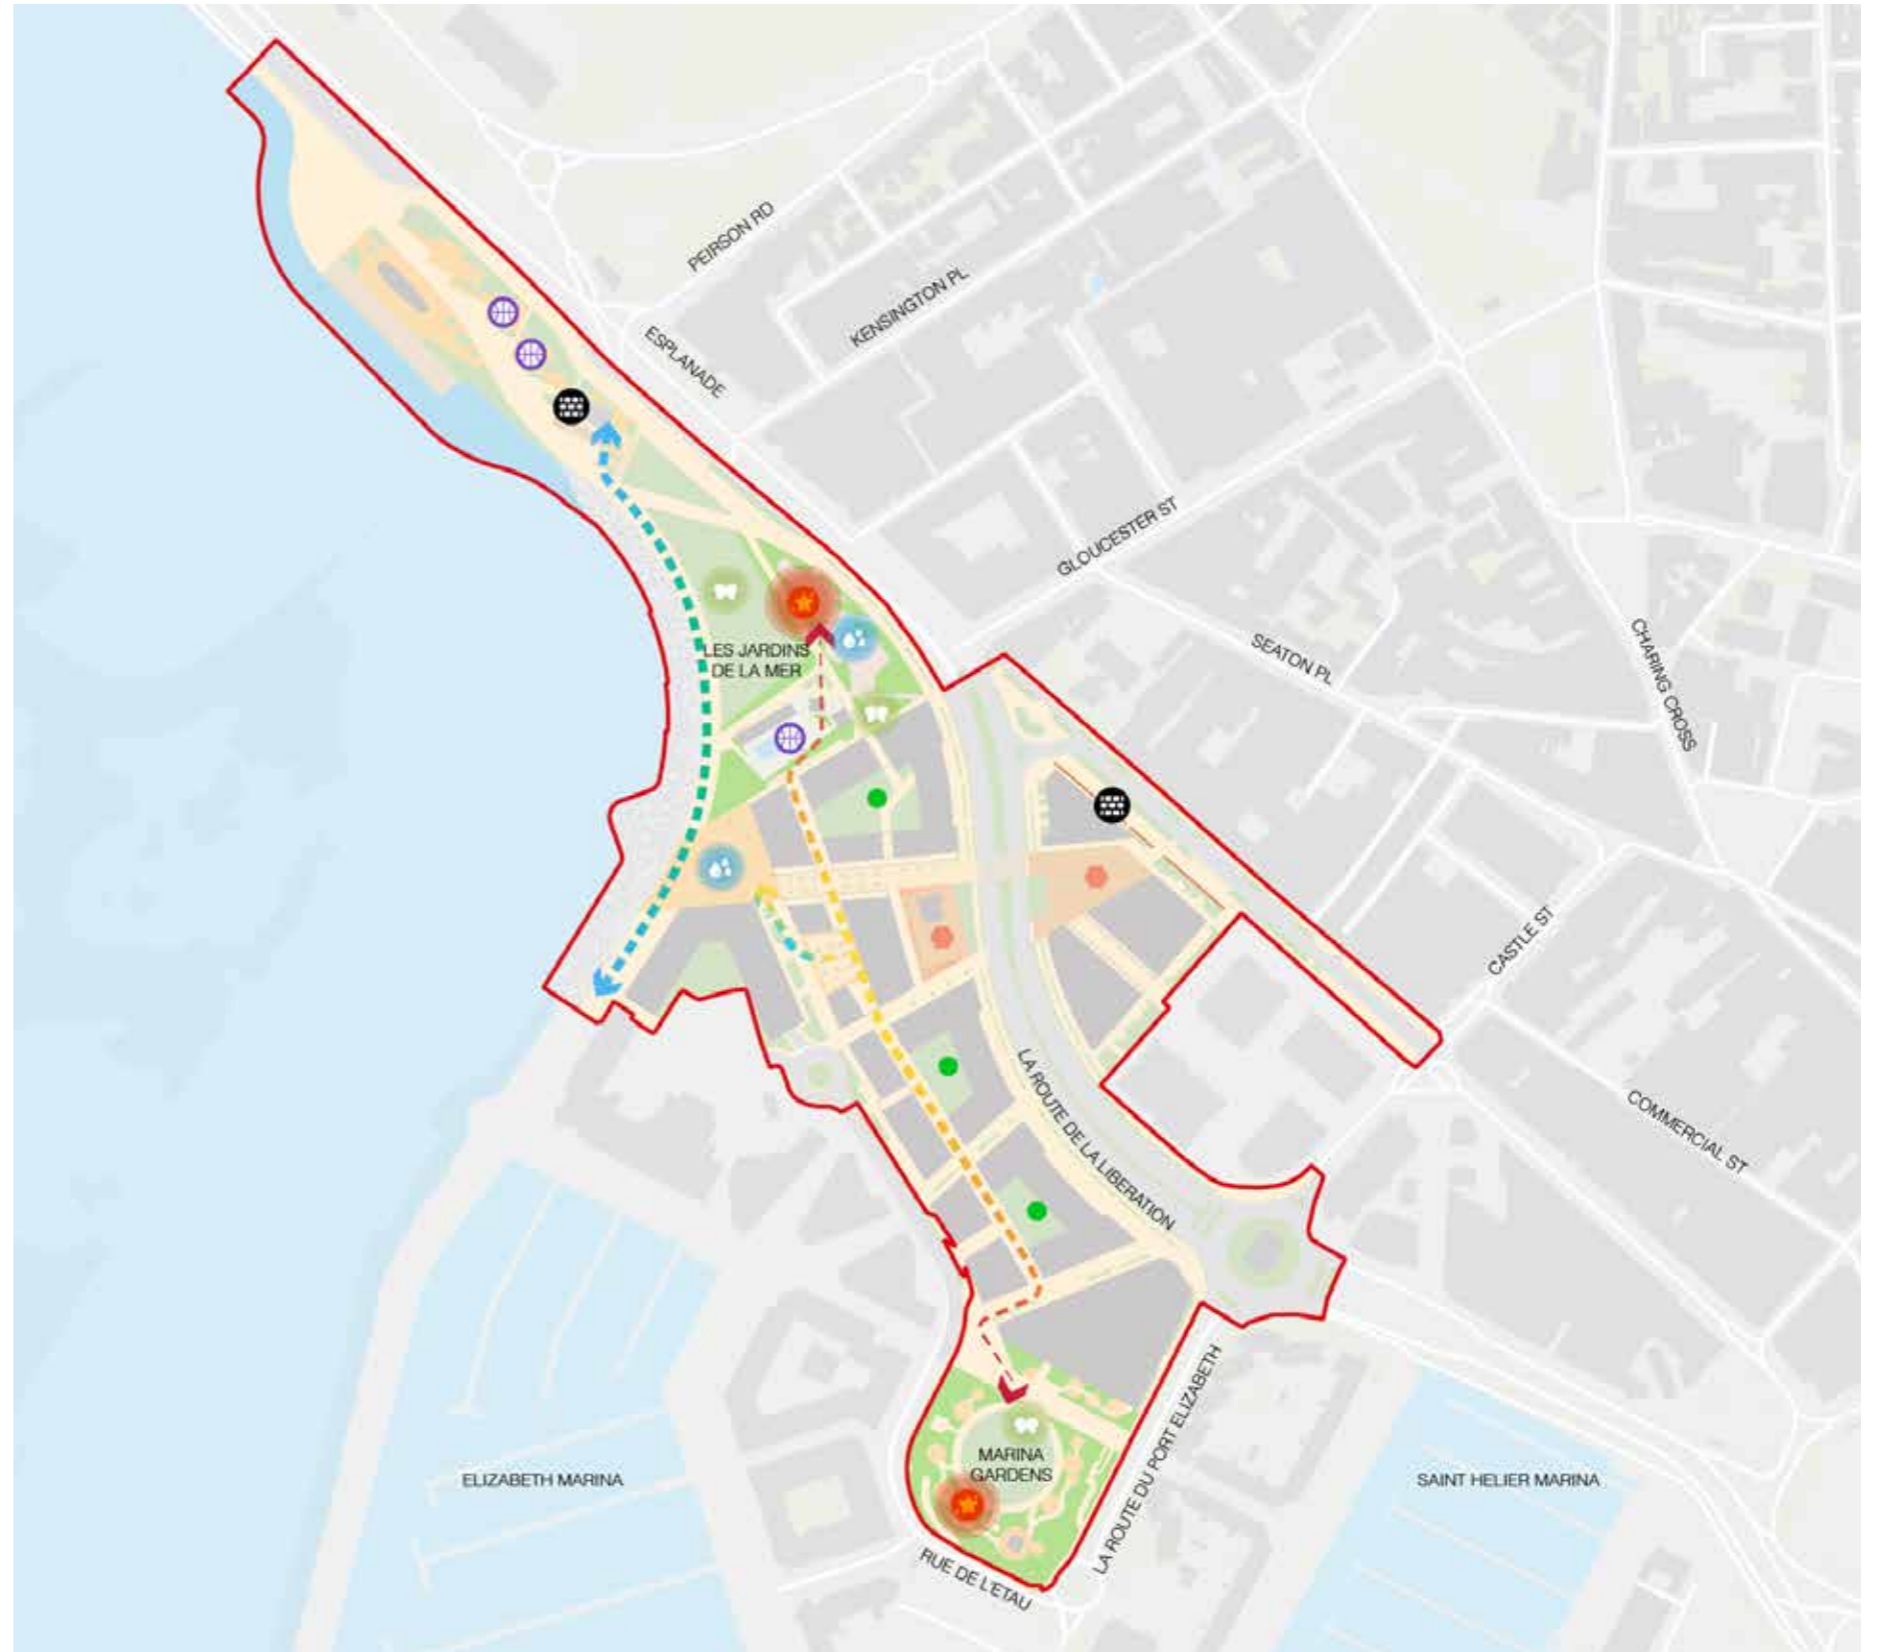 PEIRSON RD
KENSINGTON PL
ESPLANADE
GLOUCESTER ST
SEATON PL
CHARING CROSS
LES JARDINS
DE LA MER
CASTLE ST
COMMERCIAL ST
LA ROUTE DE LA LIBERATION
LA ROUTE DU PORT ELIZABETH
MARINA
GARDENS
ELIZABETH MARINA
SAINT HELIER MARINA
RUE DE L'ETAU